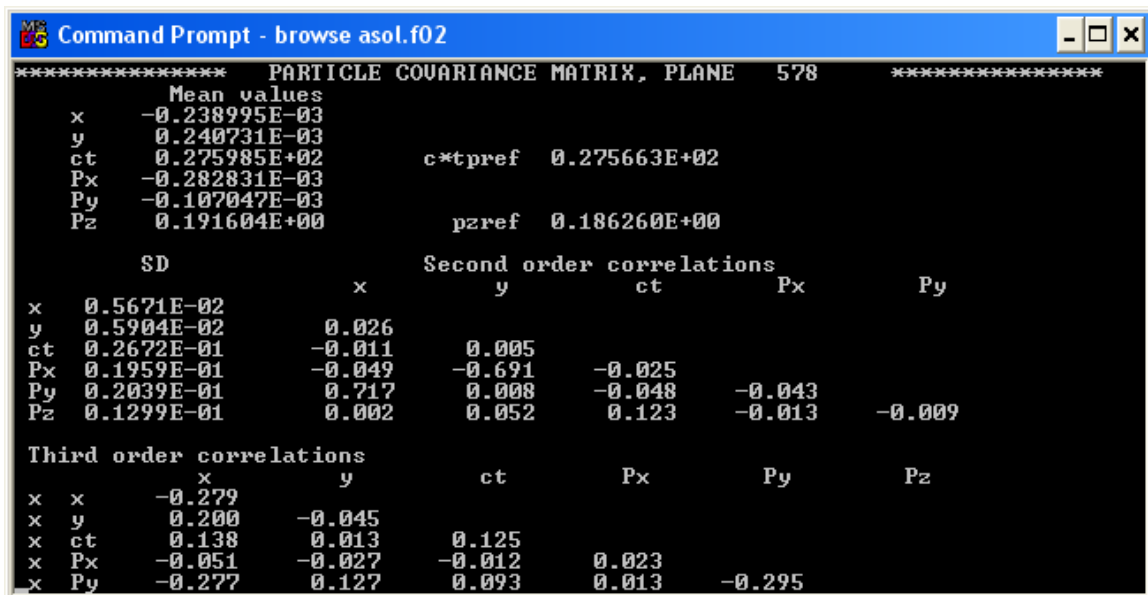 Command Prompt - browse asol.f02
*************** PARTICLE COVARIANCE MATRIX, PLANE 578 ***************
Mean values
x -0.238995E-03
y 0.240731E-03
ct 0.275985E+02 c*tpref 0.275663E+02
Px -0.282831E-03
Py -0.107047E-03
Pz 0.191604E+00 pzref 0.186260E+00
SD Second order correlations
x y ct Px Py
x 0.5671E-02
y 0.5904E-02 0.026
ct 0.2672E-01 -0.011 0.005
Px 0.1959E-01 -0.049 -0.691 -0.025
Py 0.2039E-01 0.717 0.008 -0.048 -0.043
Pz 0.1299E-01 0.002 0.052 0.123 -0.013 -0.009
Third order correlations
x y ct Px Py Pz
x x -0.279
x y 0.200 -0.045
x ct 0.138 0.013 0.125
x Px -0.051 -0.027 -0.012 0.023
x Py -0.277 0.127 0.093 0.013 -0.295